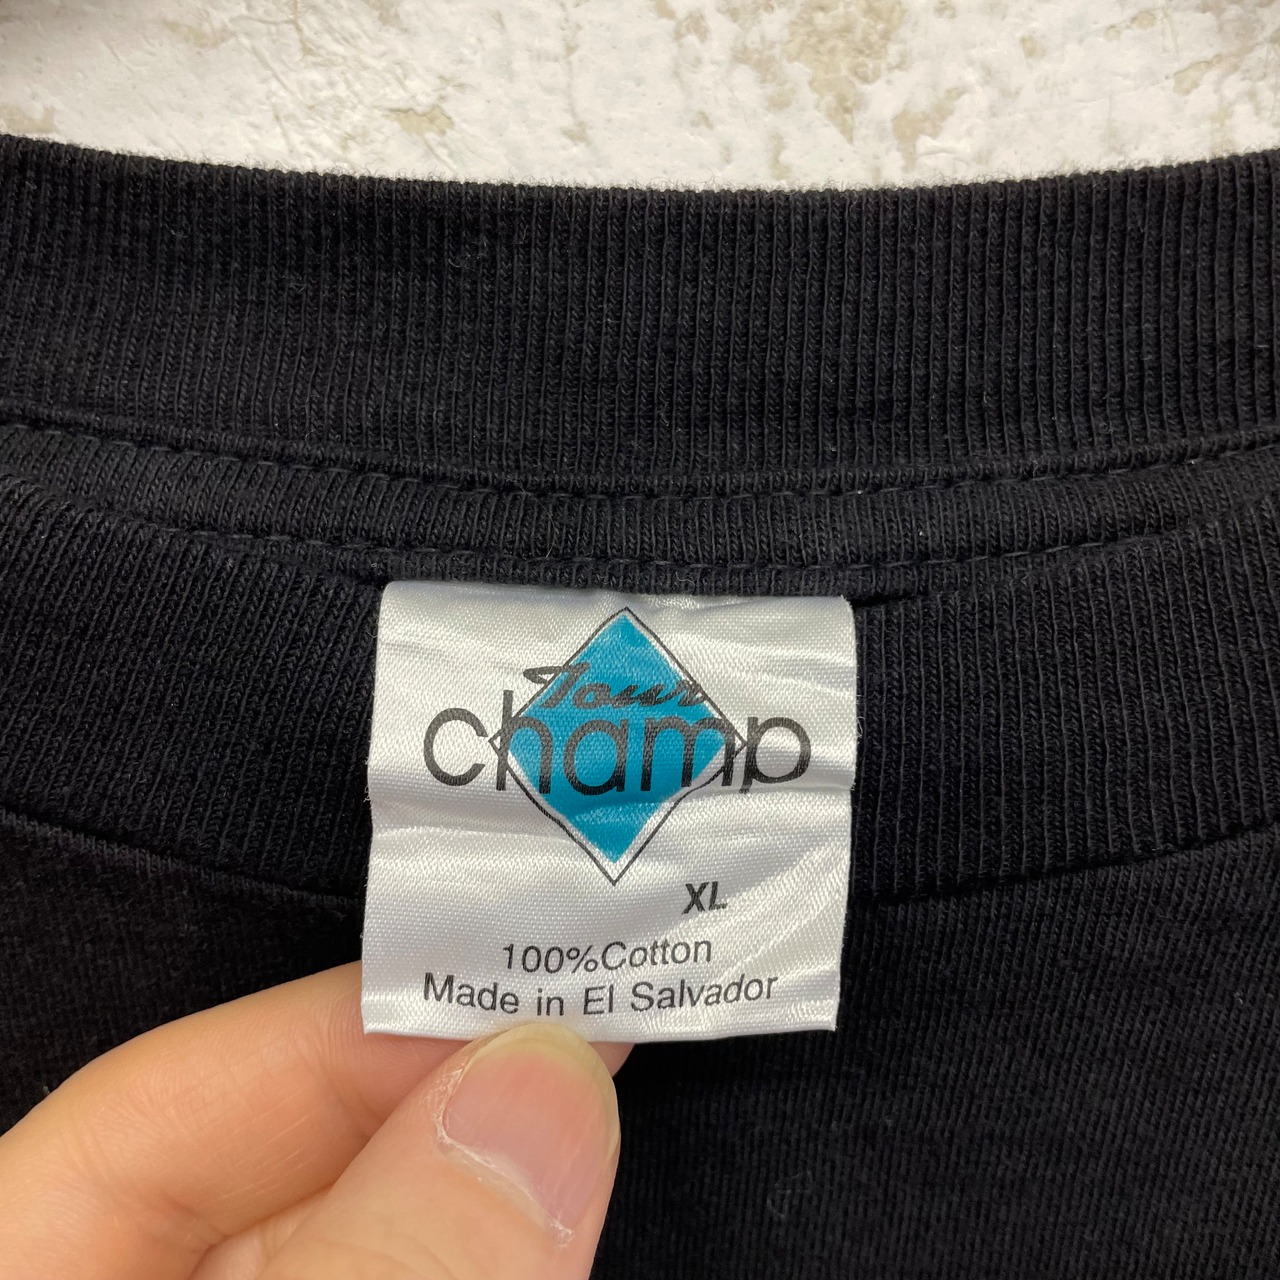 Tour
champ
XL
100%Cotton
Made in El Salvador